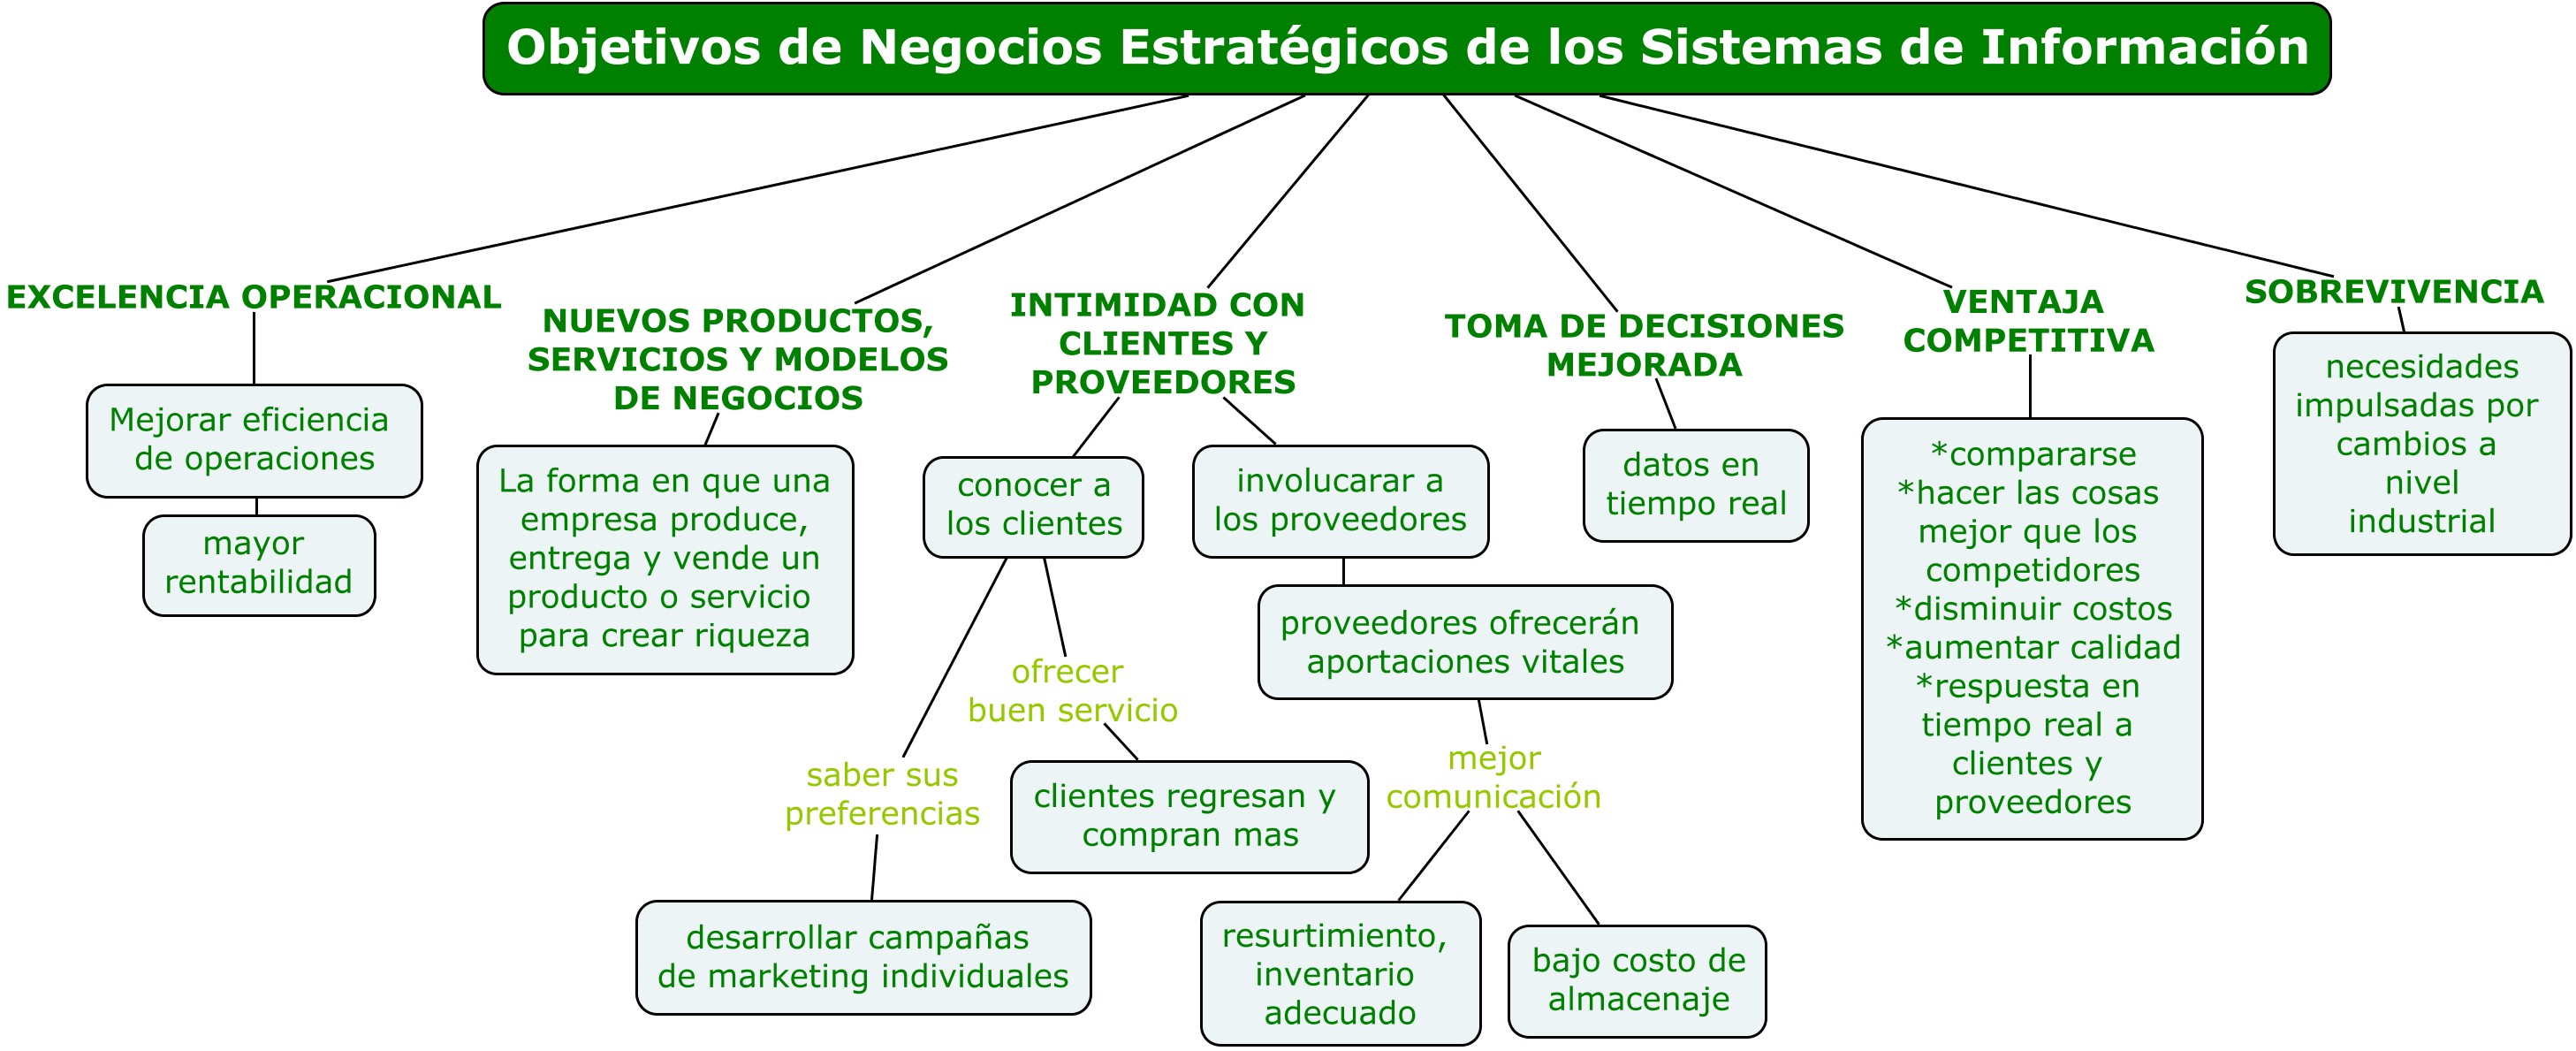 Objetivos de Negocios Estratégicos de los Sistemas de Información
EXCELENCIA OPERACIONAL
Mejorar eficiencia
de operaciones
mayor
rentabilidad
NUEVOS PRODUCTOS,
SERVICIOS Y MODELOS
DE NEGOCIOS
La forma en que una
empresa produce,
entrega y vende un
producto o servicio
para crear riqueza
INTIMIDAD CON
CLIENTES Y
PROVEEDORES
conocer a
los clientes
saber sus
preferencias
desarrollar campañas
de marketing individuales
ofrecer
buen servicio
clientes regresan y
compran mas
involucarar a
los proveedores
proveedores ofrecerán
aportaciones vitales
mejor
comunicación
resurtimiento,
inventario
adecuado
bajo costo de
almacenaje
TOMA DE DECISIONES
MEJORADA
datos en
tiempo real
VENTAJA
COMPETITIVA
*compararse
*hacer las cosas
mejor que los
competidores
*disminuir costos
*aumentar calidad
*respuesta en
tiempo real a
clientes y
proveedores
SOBREVIVENCIA
necesidades
impulsadas por
cambios a
nivel
industrial